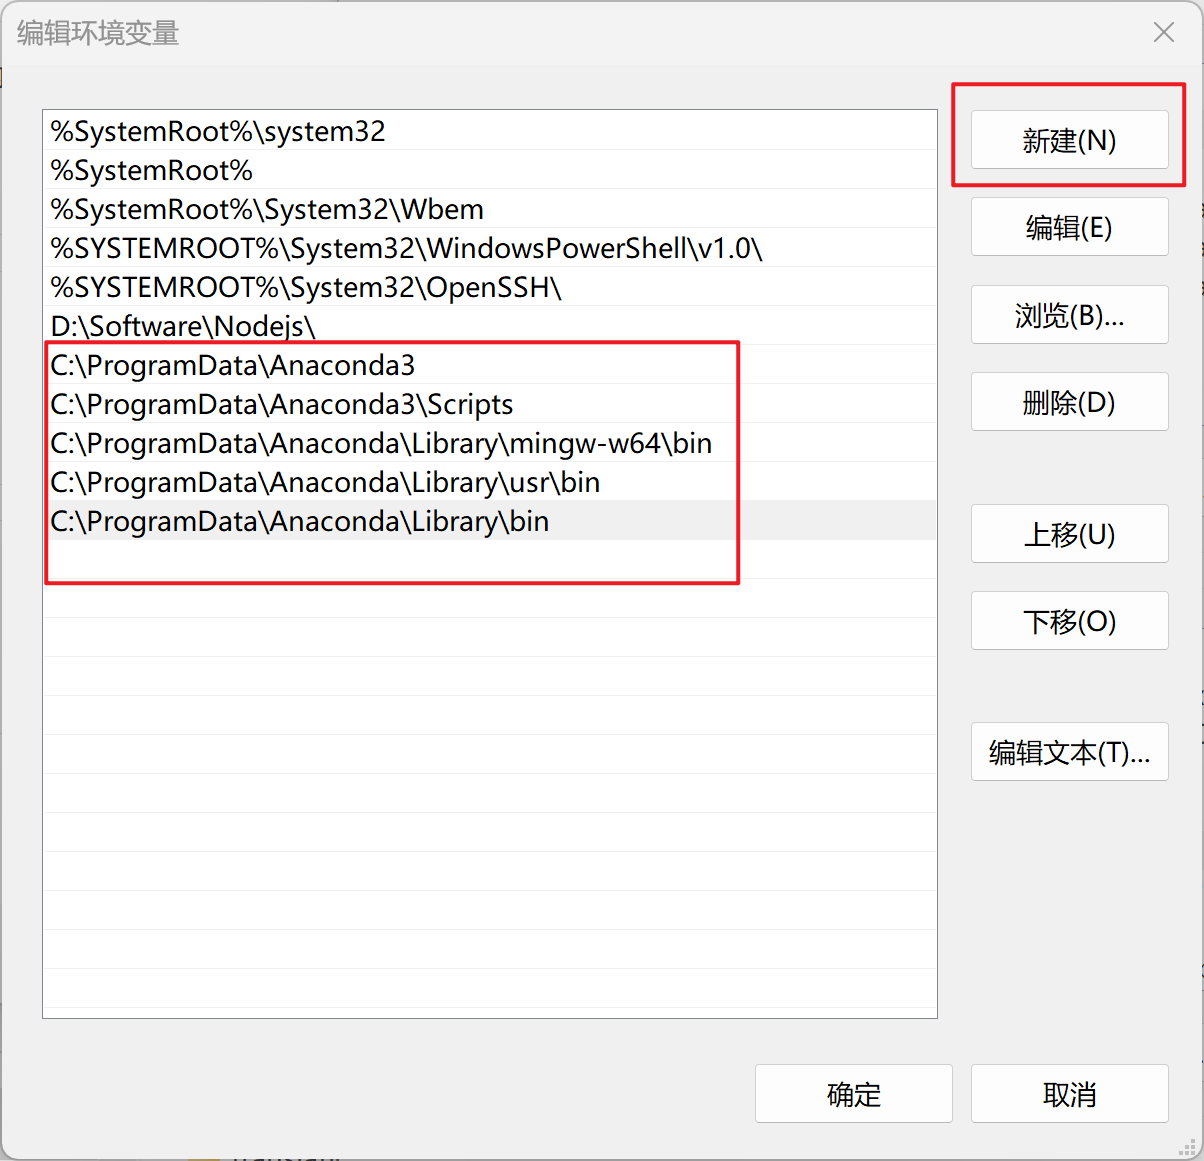 编辑环境变量
%SystemRoot%\system32
%SystemRoot%
%SystemRoot%\System32\Wbem
%SYSTEMROOT%\System32\WindowsPowerShell\v1.0\
%SYSTEMROOT%\System32\OpenSSH\
D:\Software\Nodejs\
C:\ProgramData\Anaconda3
C:\ProgramData\Anaconda3\Scripts
C:\ProgramData\Anaconda\Library\mingw-w64\bin
C:\ProgramData\Anaconda\Library\usr\bin
C:\ProgramData\Anaconda\Library\bin
新建(N)
编辑(E)
浏览(B)...
删除(D)
上移(U)
下移(O)
编辑文本(T)...
确定
取消